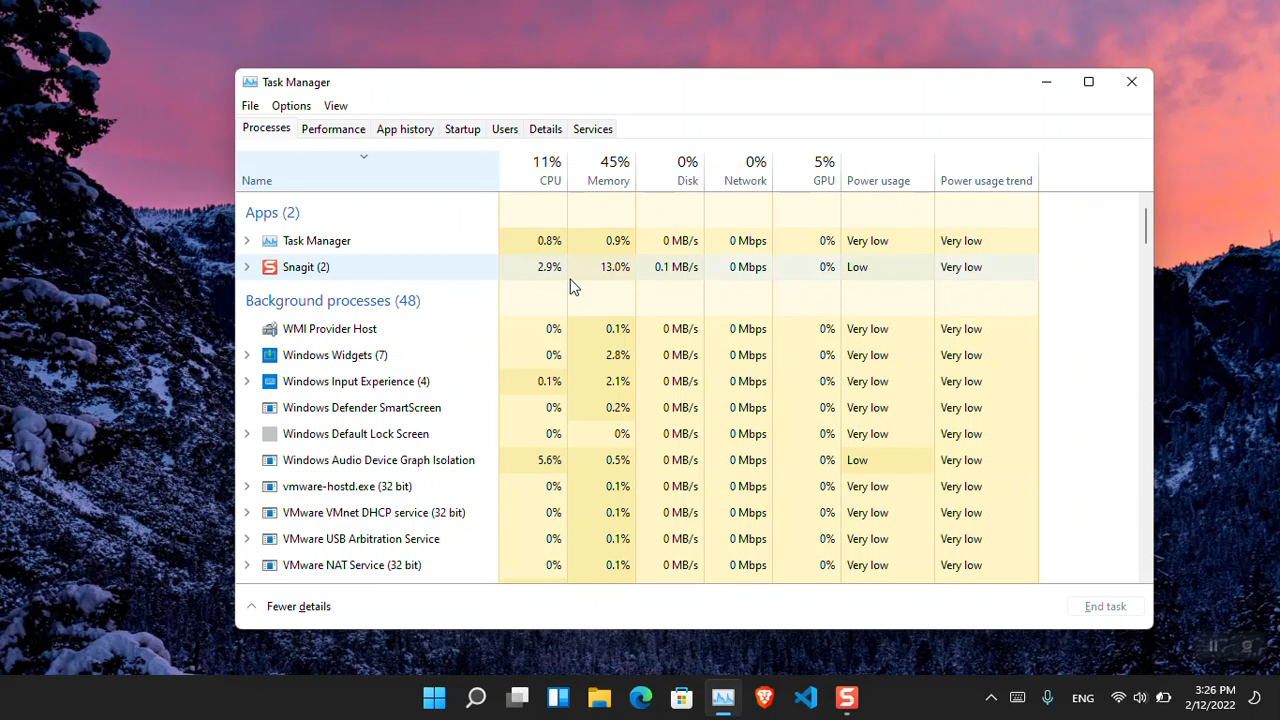 Task Manager
File Options View
Processes Performance App history Startup Users Details Services
11% 45% 0% 0% 5%
Name CPU Memory Disk Network GPU Power usage Power usage trend
Apps (2)
Task Manager 0.8% 0.9% 0 MB/s 0 Mbps 0% Very low Very low
Snagit (2) 2.9% 13.0% 0.1 MB/s 0 Mbps 0% Low Very low
Background processes (48)
WMI Provider Host 0% 0.1% 0 MB/s 0 Mbps 0% Very low Very low
Windows Widgets (7) 0% 2.8% 0 MB/s 0 Mbps 0% Very low Very low
Windows Input Experience (4) 0.1% 2.1% 0 MB/s 0 Mbps 0% Very low Very low
Windows Defender SmartScreen 0% 0.2% 0 MB/s 0 Mbps 0% Very low Very low
Windows Default Lock Screen 0% 0% 0 MB/s 0 Mbps 0% Very low Very low
Windows Audio Device Graph Isolation 5.6% 0.5% 0 MB/s 0 Mbps 0% Low Very low
vmware-hostd.exe (32 bit) 0% 0.1% 0 MB/s 0 Mbps 0% Very low Very low
VMware VMnet DHCP service (32 bit) 0% 0.1% 0 MB/s 0 Mbps 0% Very low Very low
VMware USB Arbitration Service 0% 0.1% 0 MB/s 0 Mbps 0% Very low Very low
VMware NAT Service (32 bit) 0% 0.1% 0 MB/s 0 Mbps 0% Very low Very low
Fewer details End task
ENG 3:26 PM
2/12/2022